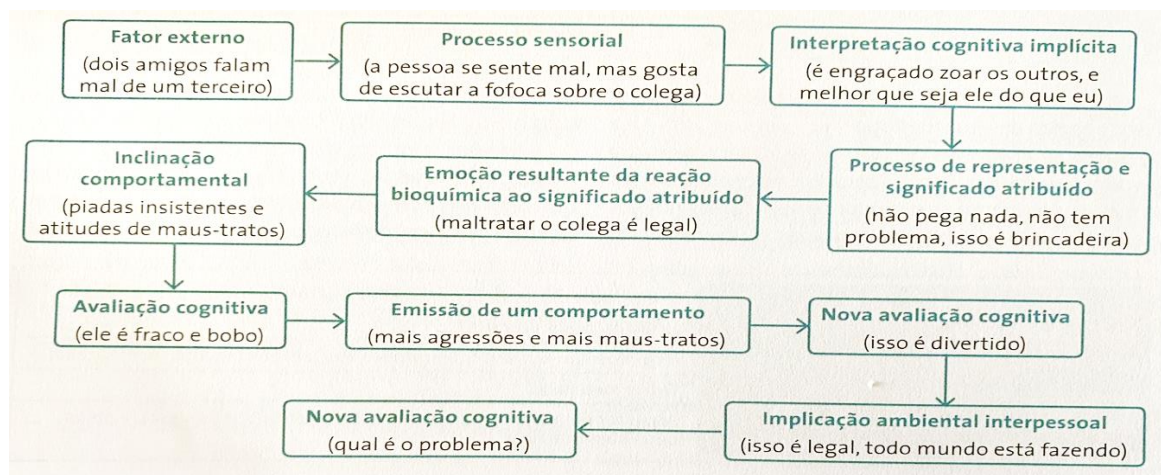 Fator externo
(dois amigos falam
mal de um terceiro)
Processo sensorial
(a pessoa se sente mal, mas gosta
de escutar a fofoca sobre o colega)
Interpretação cognitiva implícita
(é engraçado zoar os outros, e
melhor que seja ele do que eu)
Processo de representação e
significado atribuído
(não pega nada, não tem
problema, isso é brincadeira)
Emoção resultante da reação
bioquímica ao significado atribuído
(maltratar o colega é legal)
Inclinação
comportamental
(piadas insistentes e
atitudes de maus-tratos)
Avaliação cognitiva
(ele é fraco e bobo)
Emissão de um comportamento
(mais agressões e mais maus-tratos)
Nova avaliação cognitiva
(isso é divertido)
Implicação ambiental interpessoal
(isso é legal, todo mundo está fazendo)
Nova avaliação cognitiva
(qual é o problema?)